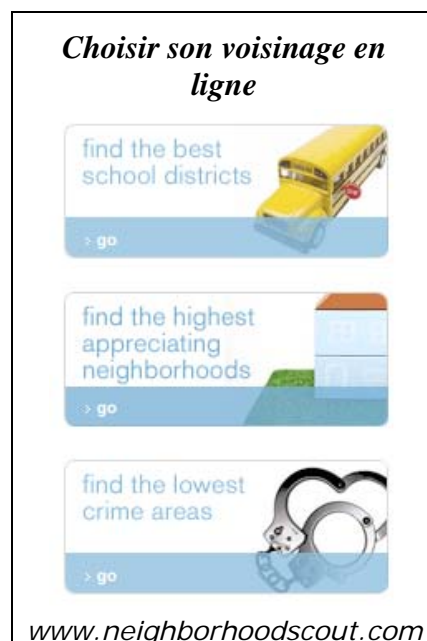 Choisir son voisinage en
ligne
find the best
school districts
> go
find the highest
appreciating
neighborhoods
> go
find the lowest
crime areas
> go
www.neighborhoodscout.com